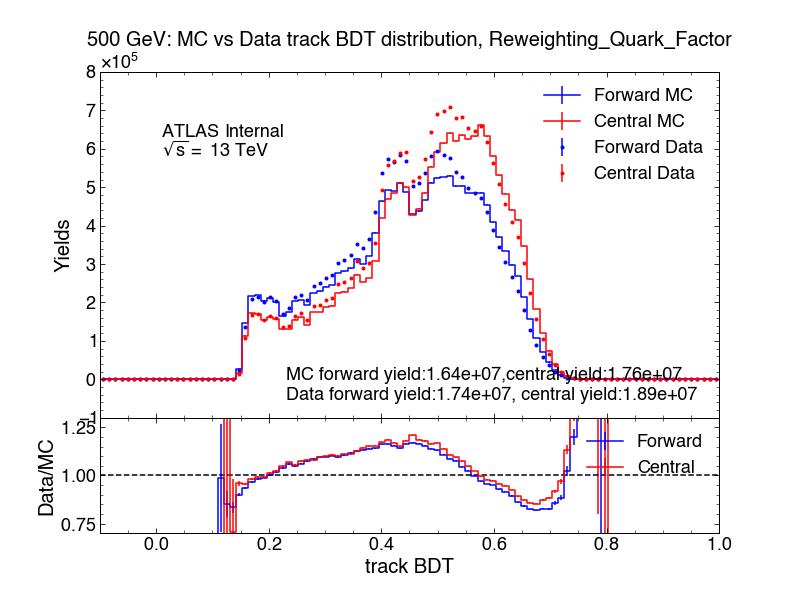 500 GeV: MC vs Data track BDT distribution, Reweighting_Quark_Factor
×10⁵
8
7
6
5
4
3
2
1
0
−1
Yields
ATLAS Internal
√s = 13 TeV
Forward MC
Central MC
Forward Data
Central Data
MC forward yield:1.64e+07,central yield:1.76e+07
Data forward yield:1.74e+07, central yield:1.89e+07
1.25
1.00
0.75
Data/MC
Forward
Central
0.0 0.2 0.4 0.6 0.8 1.0
track BDT